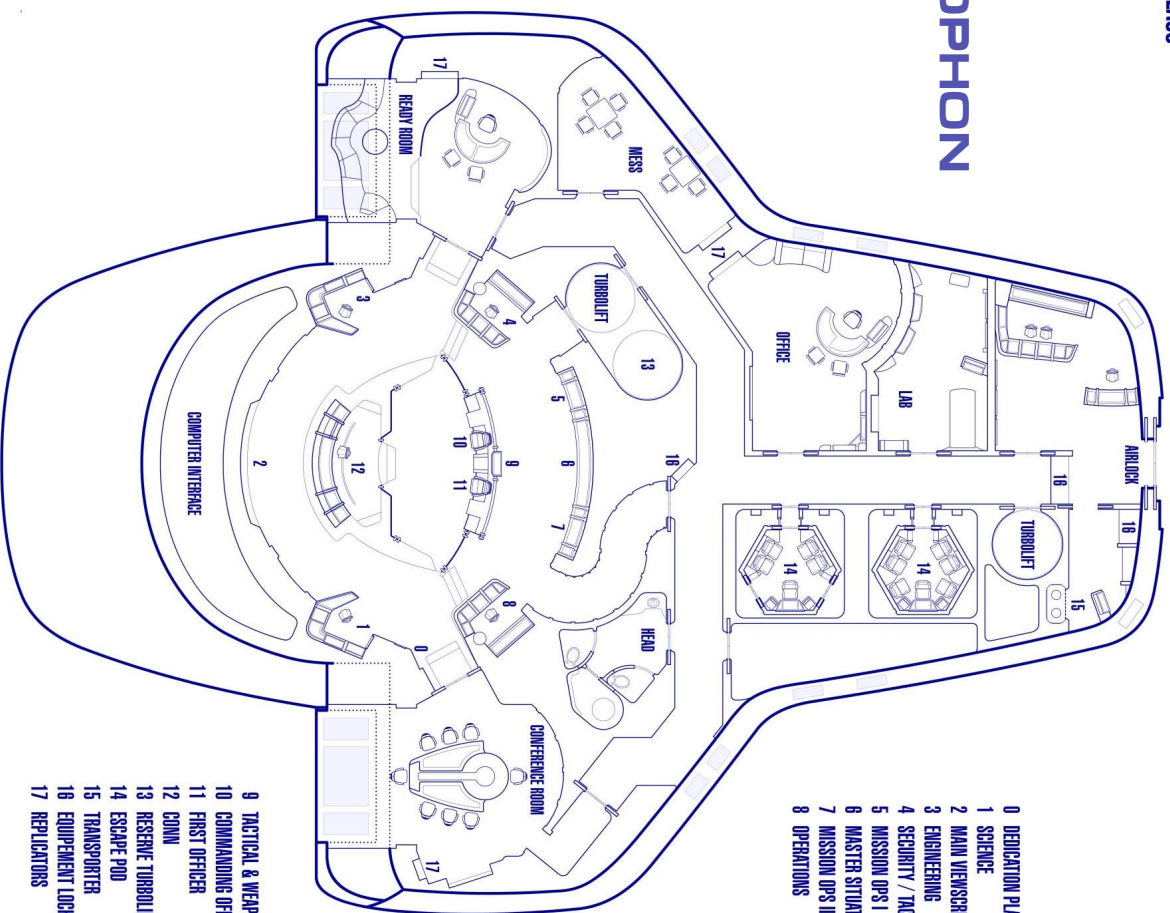 OPHON
0 DEDICATION PL
1 SCIENCE
2 MAIN VIEWSCR
3 ENGINEERING
4 SECURITY / TAC
5 MISSION OPS I
6 MASTER SITUAT
7 MISSION OPS II
8 OPERATIONS
AIRLOCK
16
16
15
TURBOLIFT
LAB
14
OFFICE
14
17
MESS
HEAD
TURBOLIFT
13
16
5
6
7
CONFERENCE ROOM
4
8
9
10
11
17
17
READY ROOM
3
12
1
0
2
COMPUTER INTERFACE
9 TACTICAL & WEAP
10 COMMANDING OFF
11 FIRST OFFICER
12 CONN
13 RESERVE TURBOLI
14 ESCAPE POD
15 TRANSPORTER
16 EQUIPEMENT LOC
17 REPLICATORS